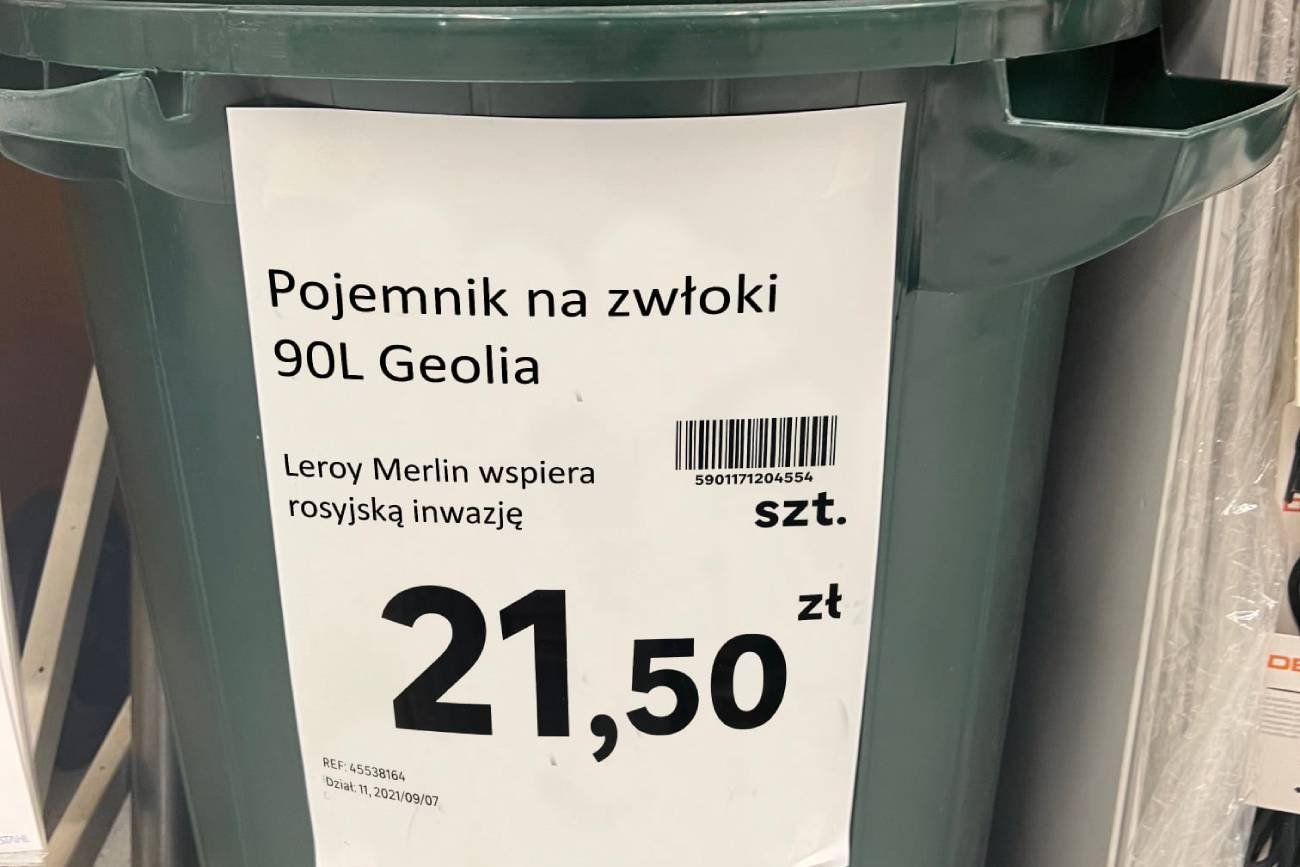 Pojemnik na zwłoki
90L Geolia
Leroy Merlin wspiera
rosyjską inwazję
5901171204554
szt.
21,50 zł
REF: 45538164
Dział: 11, 2021/09/07